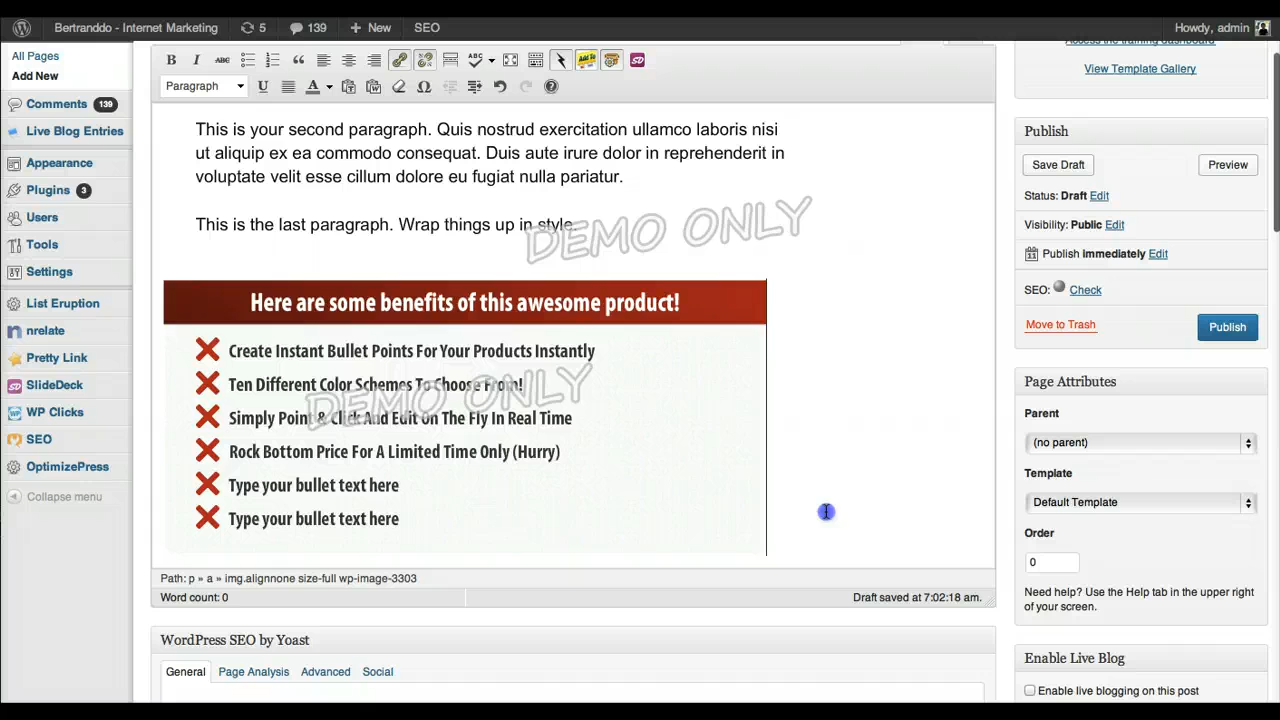 Bertranddo - Internet Marketing 5 139 New SEO Howdy, admin
All Pages
Add New
Comments 139
Live Blog Entries
Appearance
Plugins 3
Users
Tools
Settings
List Eruption
nrelate
Pretty Link
SlideDeck
WP Clicks
SEO
OptimizePress
Collapse menu
B I ABC ABC Add To SD
Paragraph U A
This is your second paragraph. Quis nostrud exercitation ullamco laboris nisi
ut aliquip ex ea commodo consequat. Duis aute irure dolor in reprehenderit in
voluptate velit esse cillum dolore eu fugiat nulla pariatur.
This is the last paragraph. Wrap things up in style.
DEMO ONLY
Here are some benefits of this awesome product!
Create Instant Bullet Points For Your Products Instantly
Ten Different Color Schemes To Choose From!
DEMO ONLY
Simply Point & Click And Edit On The Fly In Real Time
Rock Bottom Price For A Limited Time Only (Hurry)
Type your bullet text here
Type your bullet text here
Path: p » a » img.alignnone size-full wp-image-3303
Word count: 0 Draft saved at 7:02:18 am.
WordPress SEO by Yoast
General Page Analysis Advanced Social
Access the training dashboard
View Template Gallery
Publish
Save Draft Preview
Status: Draft Edit
Visibility: Public Edit
11 Publish immediately Edit
SEO: Check
Move to Trash Publish
Page Attributes
Parent
(no parent)
Template
Default Template
Order
0
Need help? Use the Help tab in the upper right
of your screen.
Enable Live Blog
Enable live blogging on this post